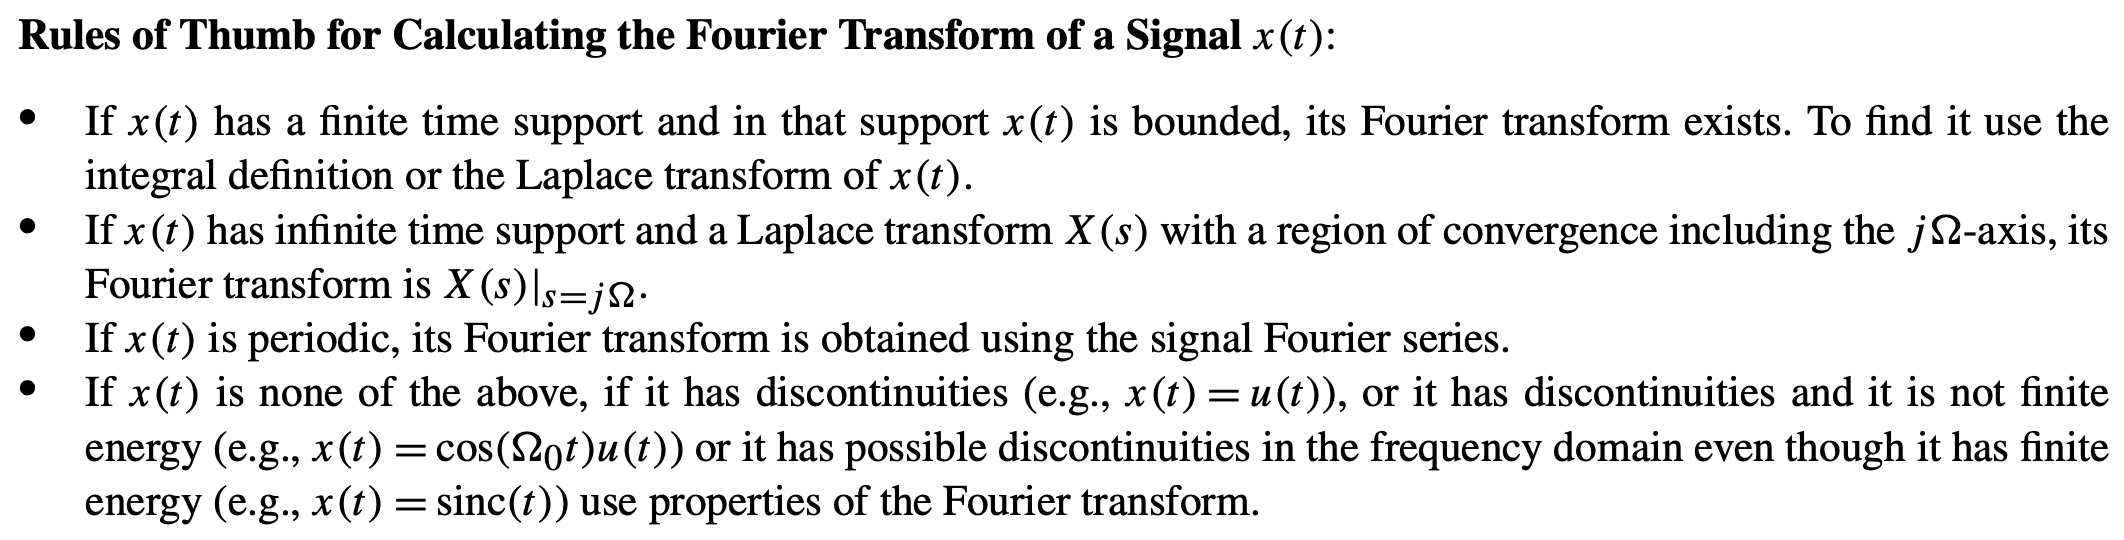 Rules of Thumb for Calculating the Fourier Transform of a Signal x(t):
• If x(t) has a finite time support and in that support x(t) is bounded, its Fourier transform exists. To find it use the
integral definition or the Laplace transform of x(t).
• If x(t) has infinite time support and a Laplace transform X(s) with a region of convergence including the jΩ-axis, its
Fourier transform is X(s)|s=jΩ.
• If x(t) is periodic, its Fourier transform is obtained using the signal Fourier series.
• If x(t) is none of the above, if it has discontinuities (e.g., x(t) = u(t)), or it has discontinuities and it is not finite
energy (e.g., x(t) = cos(Ω0t)u(t)) or it has possible discontinuities in the frequency domain even though it has finite
energy (e.g., x(t) = sinc(t)) use properties of the Fourier transform.